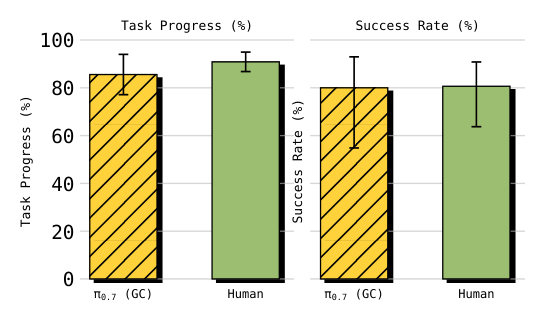 Task Progress (%)
Success Rate (%)
100
80
60
40
20
0
Task Progress (%)
Success Rate (%)
π0.7 (GC)
Human
π0.7 (GC)
Human